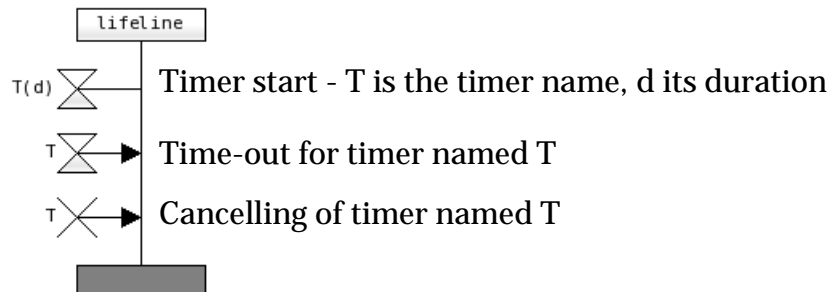 lifeline
T(d) Timer start - T is the timer name, d its duration
T Time-out for timer named T
T Cancelling of timer named T